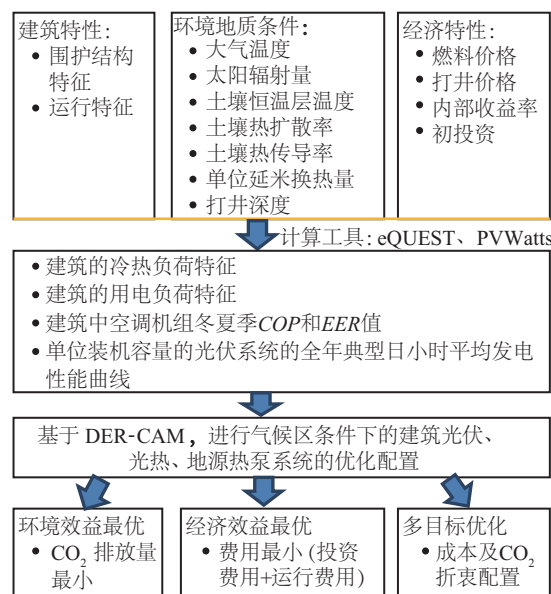 建筑特性:
• 围护结构
特征
• 运行特征
环境地质条件:
• 大气温度
• 太阳辐射量
• 土壤恒温层温度
• 土壤热扩散率
• 土壤热传导率
• 单位延米换热量
• 打井深度
经济特性:
• 燃料价格
• 打井价格
• 内部收益率
• 初投资
计算工具: eQUEST、PVWatts
• 建筑的冷热负荷特征
• 建筑的用电负荷特征
• 建筑中空调机组冬夏季COP和EER值
• 单位装机容量的光伏系统的全年典型日小时平均发电
性能曲线
基于 DER-CAM，进行气候区条件下的建筑光伏、
光热、地源热泵系统的优化配置
环境效益最优
• CO₂ 排放量
最小
经济效益最优
• 费用最小 (投资
费用+运行费用)
多目标优化
• 成本及CO₂
折衷配置